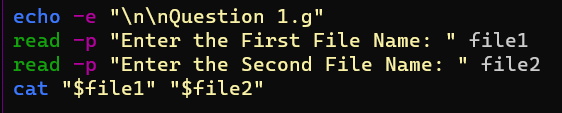 echo -e "\n\nQuestion 1.g"
read -p "Enter the First File Name: " file1
read -p "Enter the Second File Name: " file2
cat "$file1" "$file2"